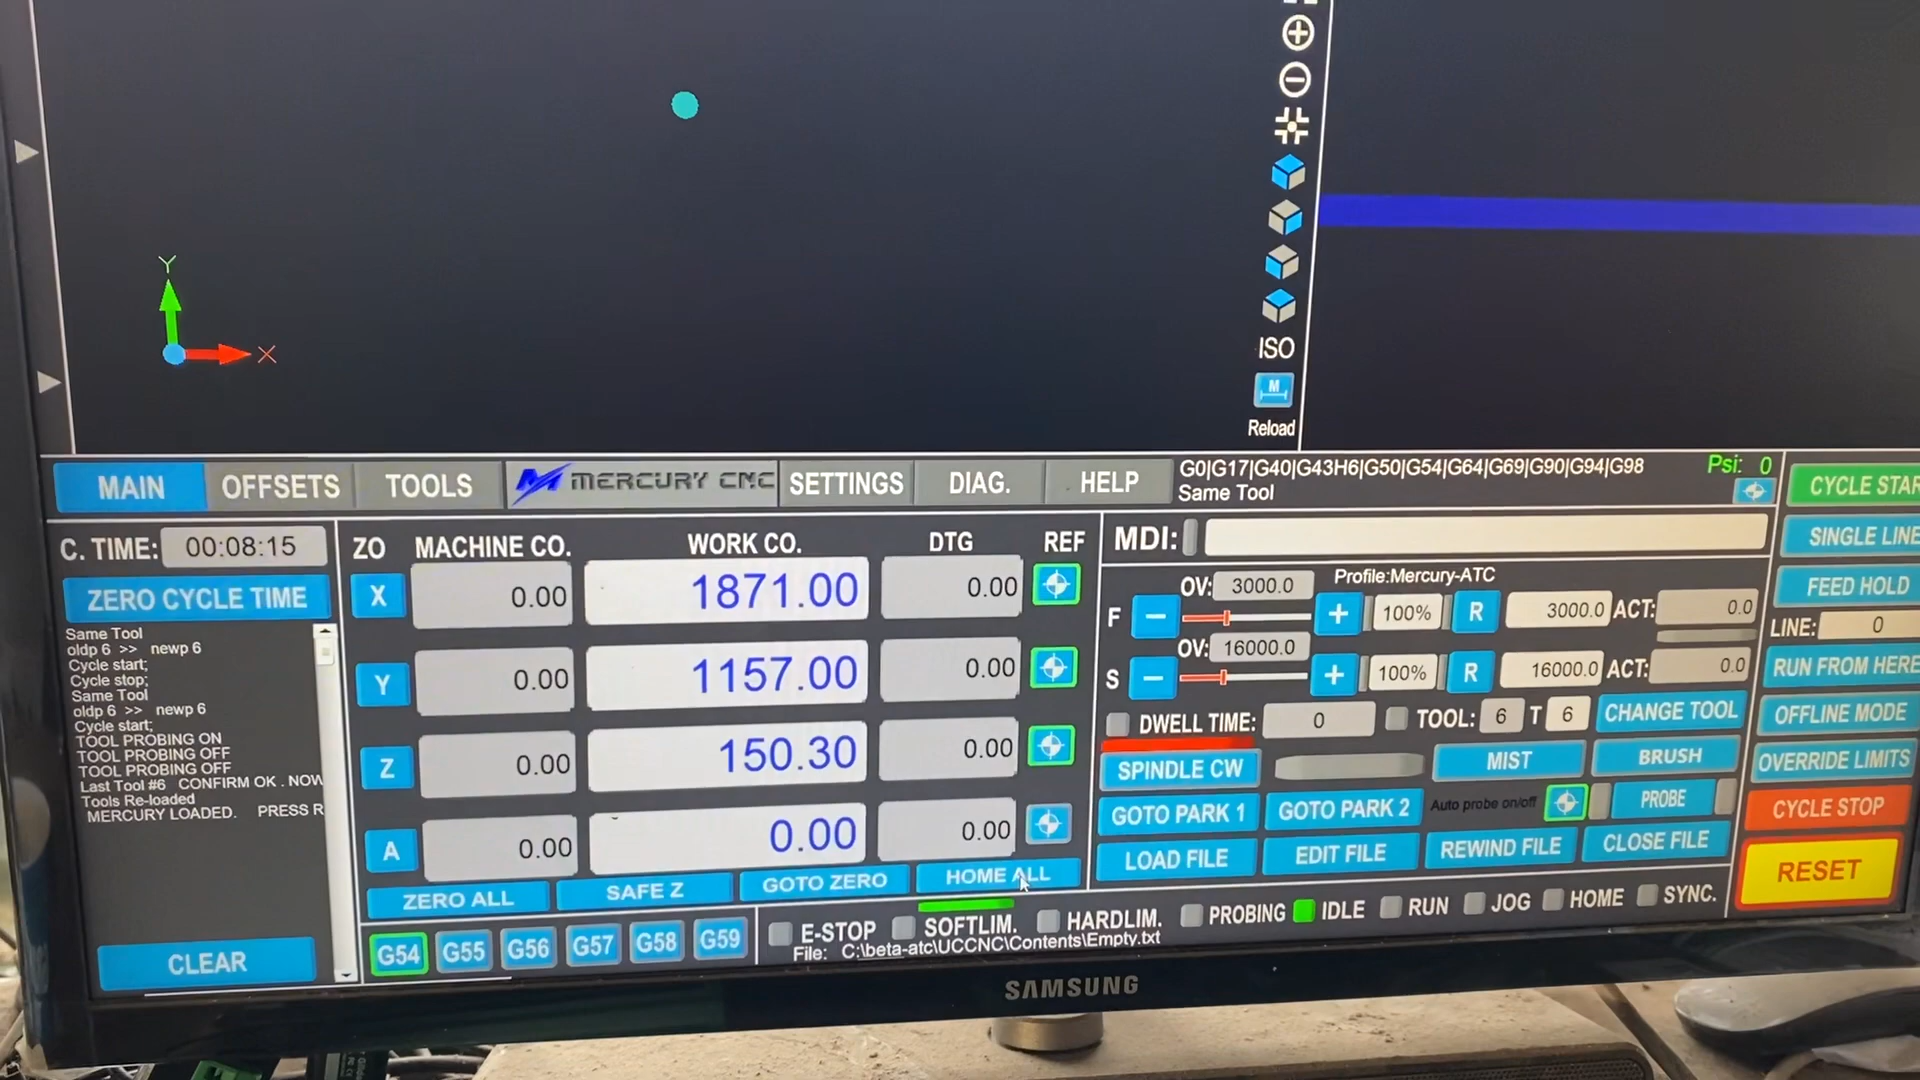 Y
X
ISO
M
Reload
MAIN
OFFSETS
TOOLS
MERCURY CNC
SETTINGS
DIAG.
HELP
G0|G17|G40|G43H6|G50|G54|G64|G69|G90|G94|G98
Same Tool
Psi: 0
C. TIME: 00:08:15
ZERO CYCLE TIME
Same Tool
oldp 6 >> newp 6
Cycle start;
Cycle stop;
Same Tool
oldp 6 >> newp 6
Cycle start;
TOOL PROBING ON
TOOL PROBING OFF
TOOL PROBING OFF
Last Tool #6 CONFIRM OK . NOW
Tools Re-loaded
MERCURY LOADED. PRESS R
CLEAR
ZO MACHINE CO. WORK CO. DTG REF
X 0.00 1871.00 0.00
Y 0.00 1157.00 0.00
Z 0.00 150.30 0.00
A 0.00 0.00 0.00
ZERO ALL SAFE Z GOTO ZERO HOME ALL
G54 G55 G56 G57 G58 G59
MDI:
OV: 3000.0 Profile:Mercury-ATC
F − + 100% R 3000.0 ACT: 0.0
OV: 16000.0
S − + 100% R 16000.0 ACT: 0.0
DWELL TIME: 0 TOOL: 6 T 6 CHANGE TOOL
SPINDLE CW MIST BRUSH
GOTO PARK 1 GOTO PARK 2 Auto probe on/off PROBE
LOAD FILE EDIT FILE REWIND FILE CLOSE FILE
E-STOP SOFTLIM. HARDLIM. PROBING IDLE RUN JOG HOME SYNC.
File: C:\beta-atc\UCCNC\Contents\Empty.txt
CYCLE STAR
SINGLE LINE
FEED HOLD
LINE: 0
RUN FROM HERE
OFFLINE MODE
OVERRIDE LIMITS
CYCLE STOP
RESET
SAMSUNG